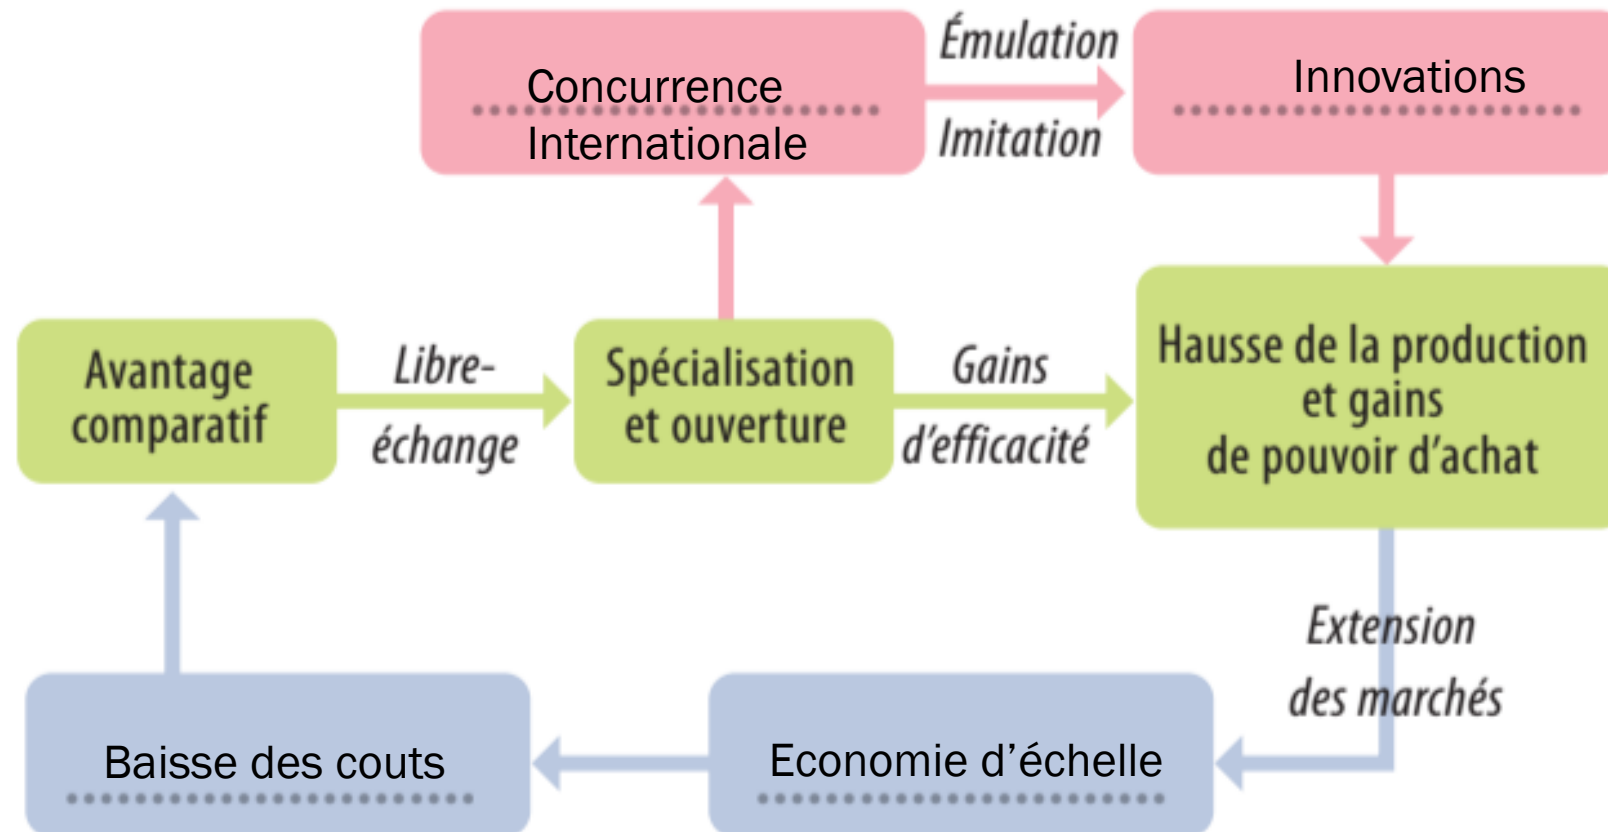 Concurrence
Internationale
Émulation
Imitation
Innovations
Avantage
comparatif
Libre-
échange
Spécialisation
et ouverture
Gains
d'efficacité
Hausse de la production
et gains
de pouvoir d'achat
Extension
des marchés
Economie d'échelle
Baisse des couts